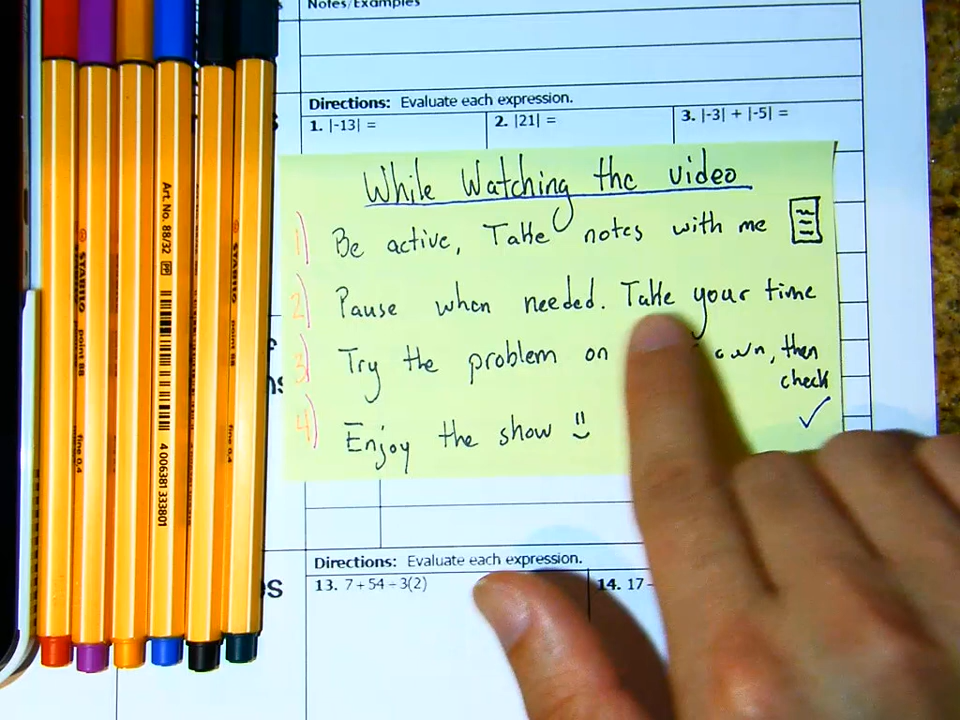 Notes/Examples
Directions: Evaluate each expression.
1. |-13| =
2. |21| =
3. |-3| + |-5| =
While Watching the video
1) Be active, Take notes with me
2) Pause when needed. Take your time
3) Try the problem on own, then
check
4) Enjoy the show
Directions: Evaluate each expression.
13. 7 + 54 ÷ 3(2)
14. 17 -
Art. No. 88/32
STABILO point 88 fine 0.4
4 006381 333801
STABILO point 88 fine 0.4